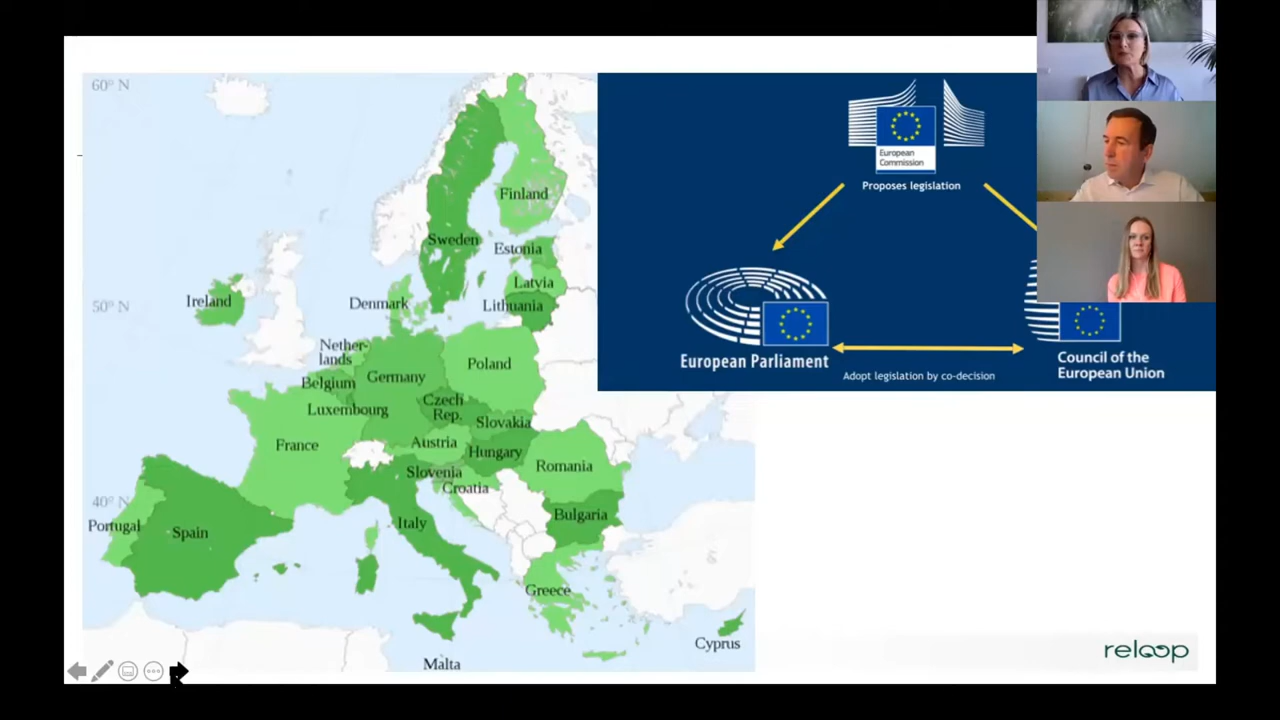 60° N
50° N
40° N
Finland
Sweden
Estonia
Latvia
Lithuania
Ireland
Denmark
Nether-
lands
Belgium
Germany
Poland
Luxembourg
Czech
Rep.
Slovakia
France
Austria
Hungary
Slovenia
Romania
Croatia
Portugal
Spain
Italy
Bulgaria
Greece
Cyprus
Malta
European
Commission
Proposes legislation
European Parliament
Council of the
European Union
Adopt legislation by co-decision
reloop